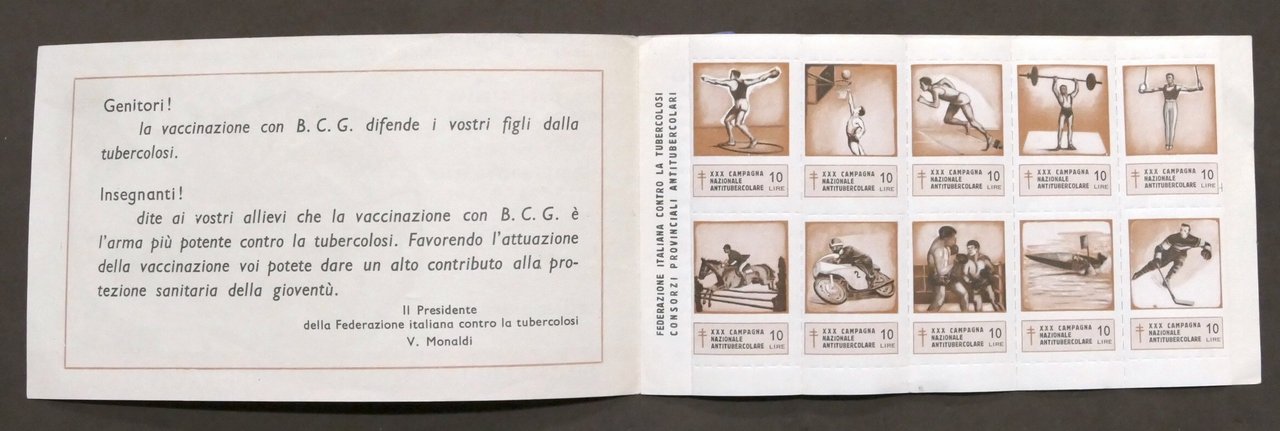 Genitori!
la vaccinazione con B. C. G. difende i vostri figli dalla
tubercolosi.
Insegnanti!
dite ai vostri allievi che la vaccinazione con B. C. G. è
l'arma più potente contro la tubercolosi. Favorendo l'attuazione
della vaccinazione voi potete dare un alto contributo alla pro-
tezione sanitaria della gioventù.
Il Presidente
della Federazione italiana contro la tubercolosi
V. Monaldi
FEDERAZIONE ITALIANA CONTRO LA TUBERCOLOSI
CONSORZI PROVINCIALI ANTITUBERCOLARI
XXX CAMPAGNA
NAZIONALE
ANTITUBERCOLARE
10
LIRE
XXX CAMPAGNA
NAZIONALE
ANTITUBERCOLARE
10
LIRE
XXX CAMPAGNA
NAZIONALE
ANTITUBERCOLARE
10
LIRE
XXX CAMPAGNA
NAZIONALE
ANTITUBERCOLARE
10
LIRE
XXX CAMPAGNA
NAZIONALE
ANTITUBERCOLARE
10
LIRE
2
XXX CAMPAGNA
NAZIONALE
ANTITUBERCOLARE
10
LIRE
XXX CAMPAGNA
NAZIONALE
ANTITUBERCOLARE
10
LIRE
XXX CAMPAGNA
NAZIONALE
ANTITUBERCOLARE
10
LIRE
XXX CAMPAGNA
NAZIONALE
ANTITUBERCOLARE
10
LIRE
XXX CAMPAGNA
NAZIONALE
ANTITUBERCOLARE
10
LIRE